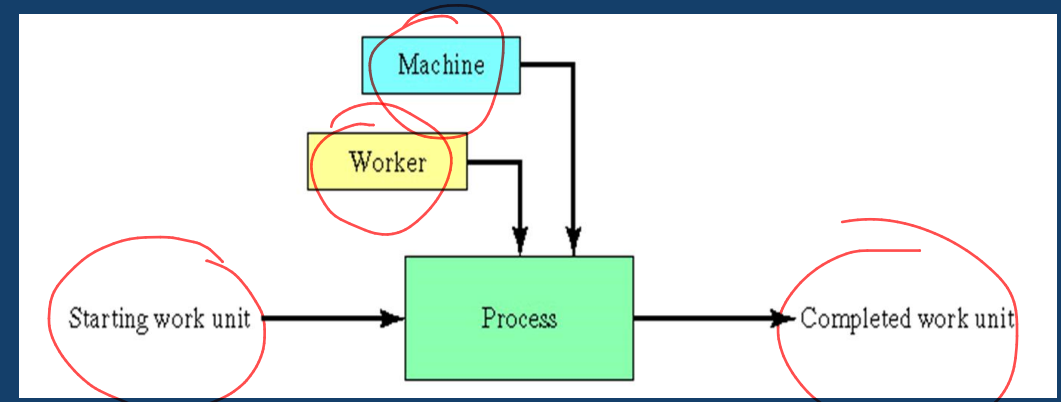 Machine
Worker
Starting work unit
Process
Completed work unit